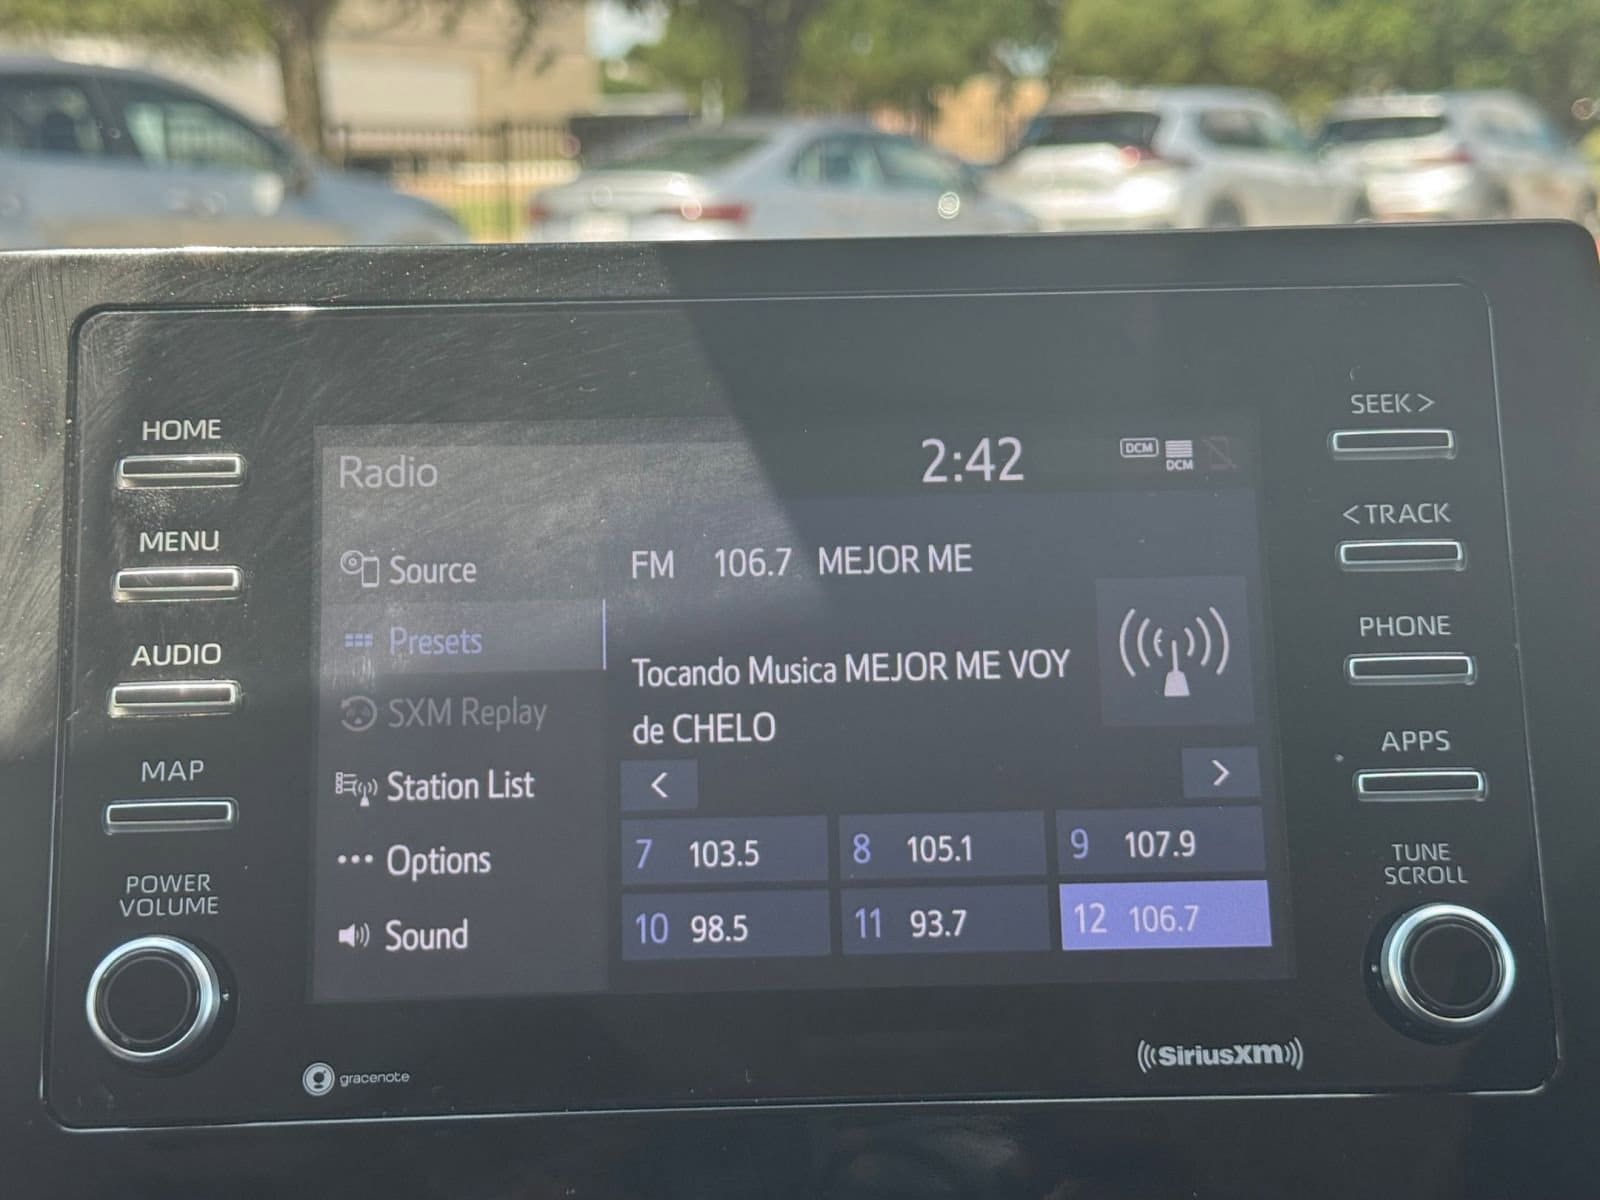 HOME
MENU
AUDIO
MAP
POWER
VOLUME
Radio
2:42
DCM
DCM
Source
Presets
SXM Replay
Station List
Options
Sound
FM 106.7 MEJOR ME
Tocando Musica MEJOR ME VOY
de CHELO
<
>
7 103.5
8 105.1
9 107.9
10 98.5
11 93.7
12 106.7
SEEK >
< TRACK
PHONE
APPS
TUNE
SCROLL
gracenote
SiriusXM